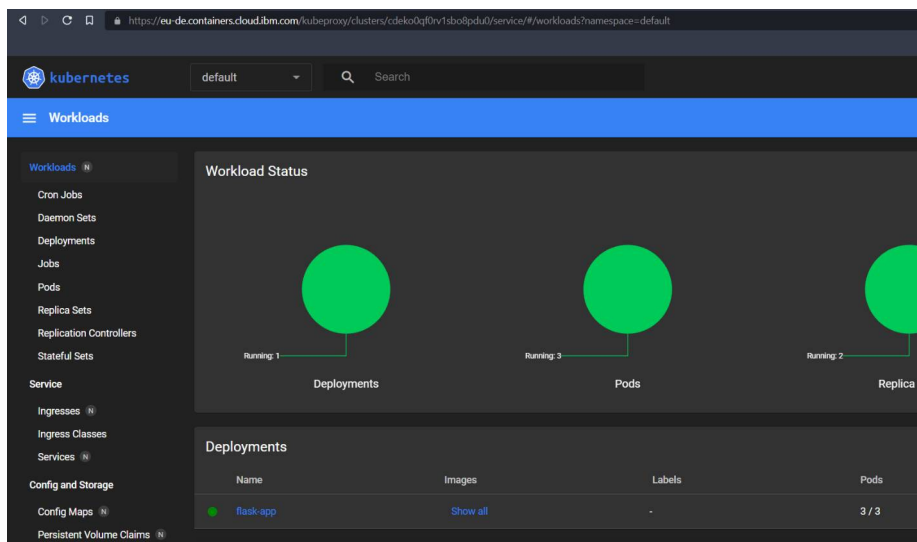 https://eu-de.containers.cloud.ibm.com/kubeproxy/clusters/cdeko0qf0rv1sbo8pdu0/service/#/workloads?namespace=default
kubernetes
default
Search
Workloads
Workloads N
Cron Jobs
Daemon Sets
Deployments
Jobs
Pods
Replica Sets
Replication Controllers
Stateful Sets
Service
Ingresses N
Ingress Classes
Services N
Config and Storage
Config Maps N
Persistent Volume Claims N
Workload Status
Running: 1
Running: 3
Running: 2
Deployments
Pods
Replica
Deployments
Name Images Labels Pods
flask-app Show all - 3 / 3